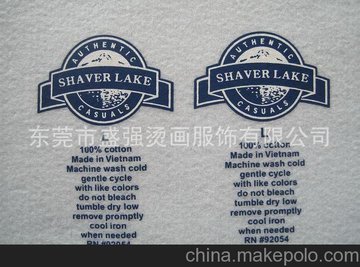 AUTHENTIC
SHAVER LAKE
CASUALS
L
100% cotton
Made in Vietnam
Machine wash cold
gentle cycle
with like colors
do not bleach
tumble dry low
remove promptly
cool iron
when needed
RN #92054
AUTHENTIC
SHAVER LAKE
CASUALS
L
100% cotton
Made in Vietnam
Machine wash cold
gentle cycle
with like colors
do not bleach
tumble dry low
remove promptly
cool iron
when needed
RN #92054
东莞市盛强烫画服饰有限公司
china.makepolo.com